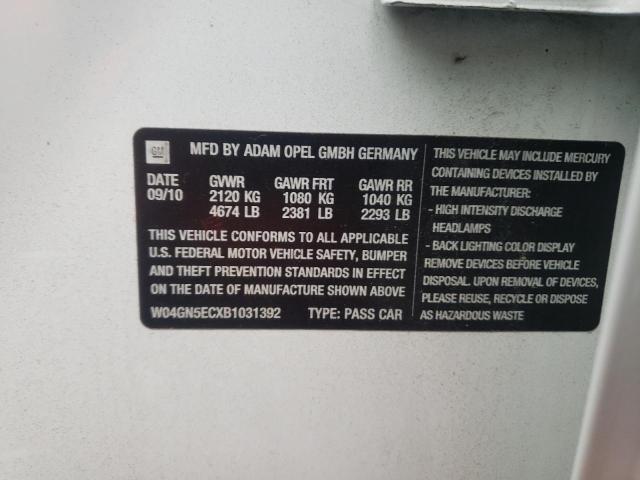 GM
MFD BY ADAM OPEL GMBH GERMANY
DATE GVWR GAWR FRT GAWR RR
09/10 2120 KG 1080 KG 1040 KG
4674 LB 2381 LB 2293 LB
THIS VEHICLE CONFORMS TO ALL APPLICABLE
U.S. FEDERAL MOTOR VEHICLE SAFETY, BUMPER
AND THEFT PREVENTION STANDARDS IN EFFECT
ON THE DATE OF MANUFACTURE SHOWN ABOVE
W04GN5ECXB1031392 TYPE: PASS CAR
THIS VEHICLE MAY INCLUDE MERCURY
CONTAINING DEVICES INSTALLED BY
THE MANUFACTURER:
- HIGH INTENSITY DISCHARGE
HEADLAMPS
- BACK LIGHTING COLOR DISPLAY
REMOVE DEVICES BEFORE VEHICLE
DISPOSAL. UPON REMOVAL OF DEVICES,
PLEASE REUSE, RECYCLE OR DISPOSE
AS HAZARDOUS WASTE